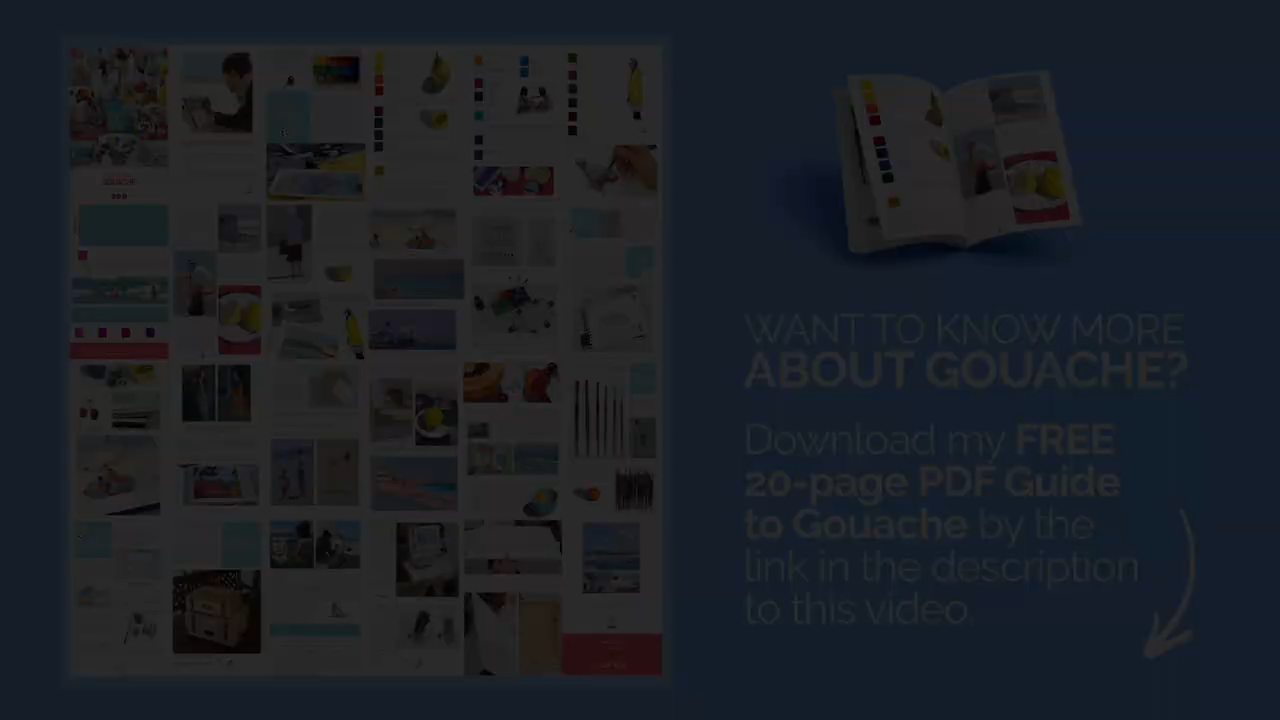 GOUACHE
WANT TO KNOW MORE
ABOUT GOUACHE?
Download my FREE
20-page PDF Guide
to Gouache by the
link in the description
to this video.